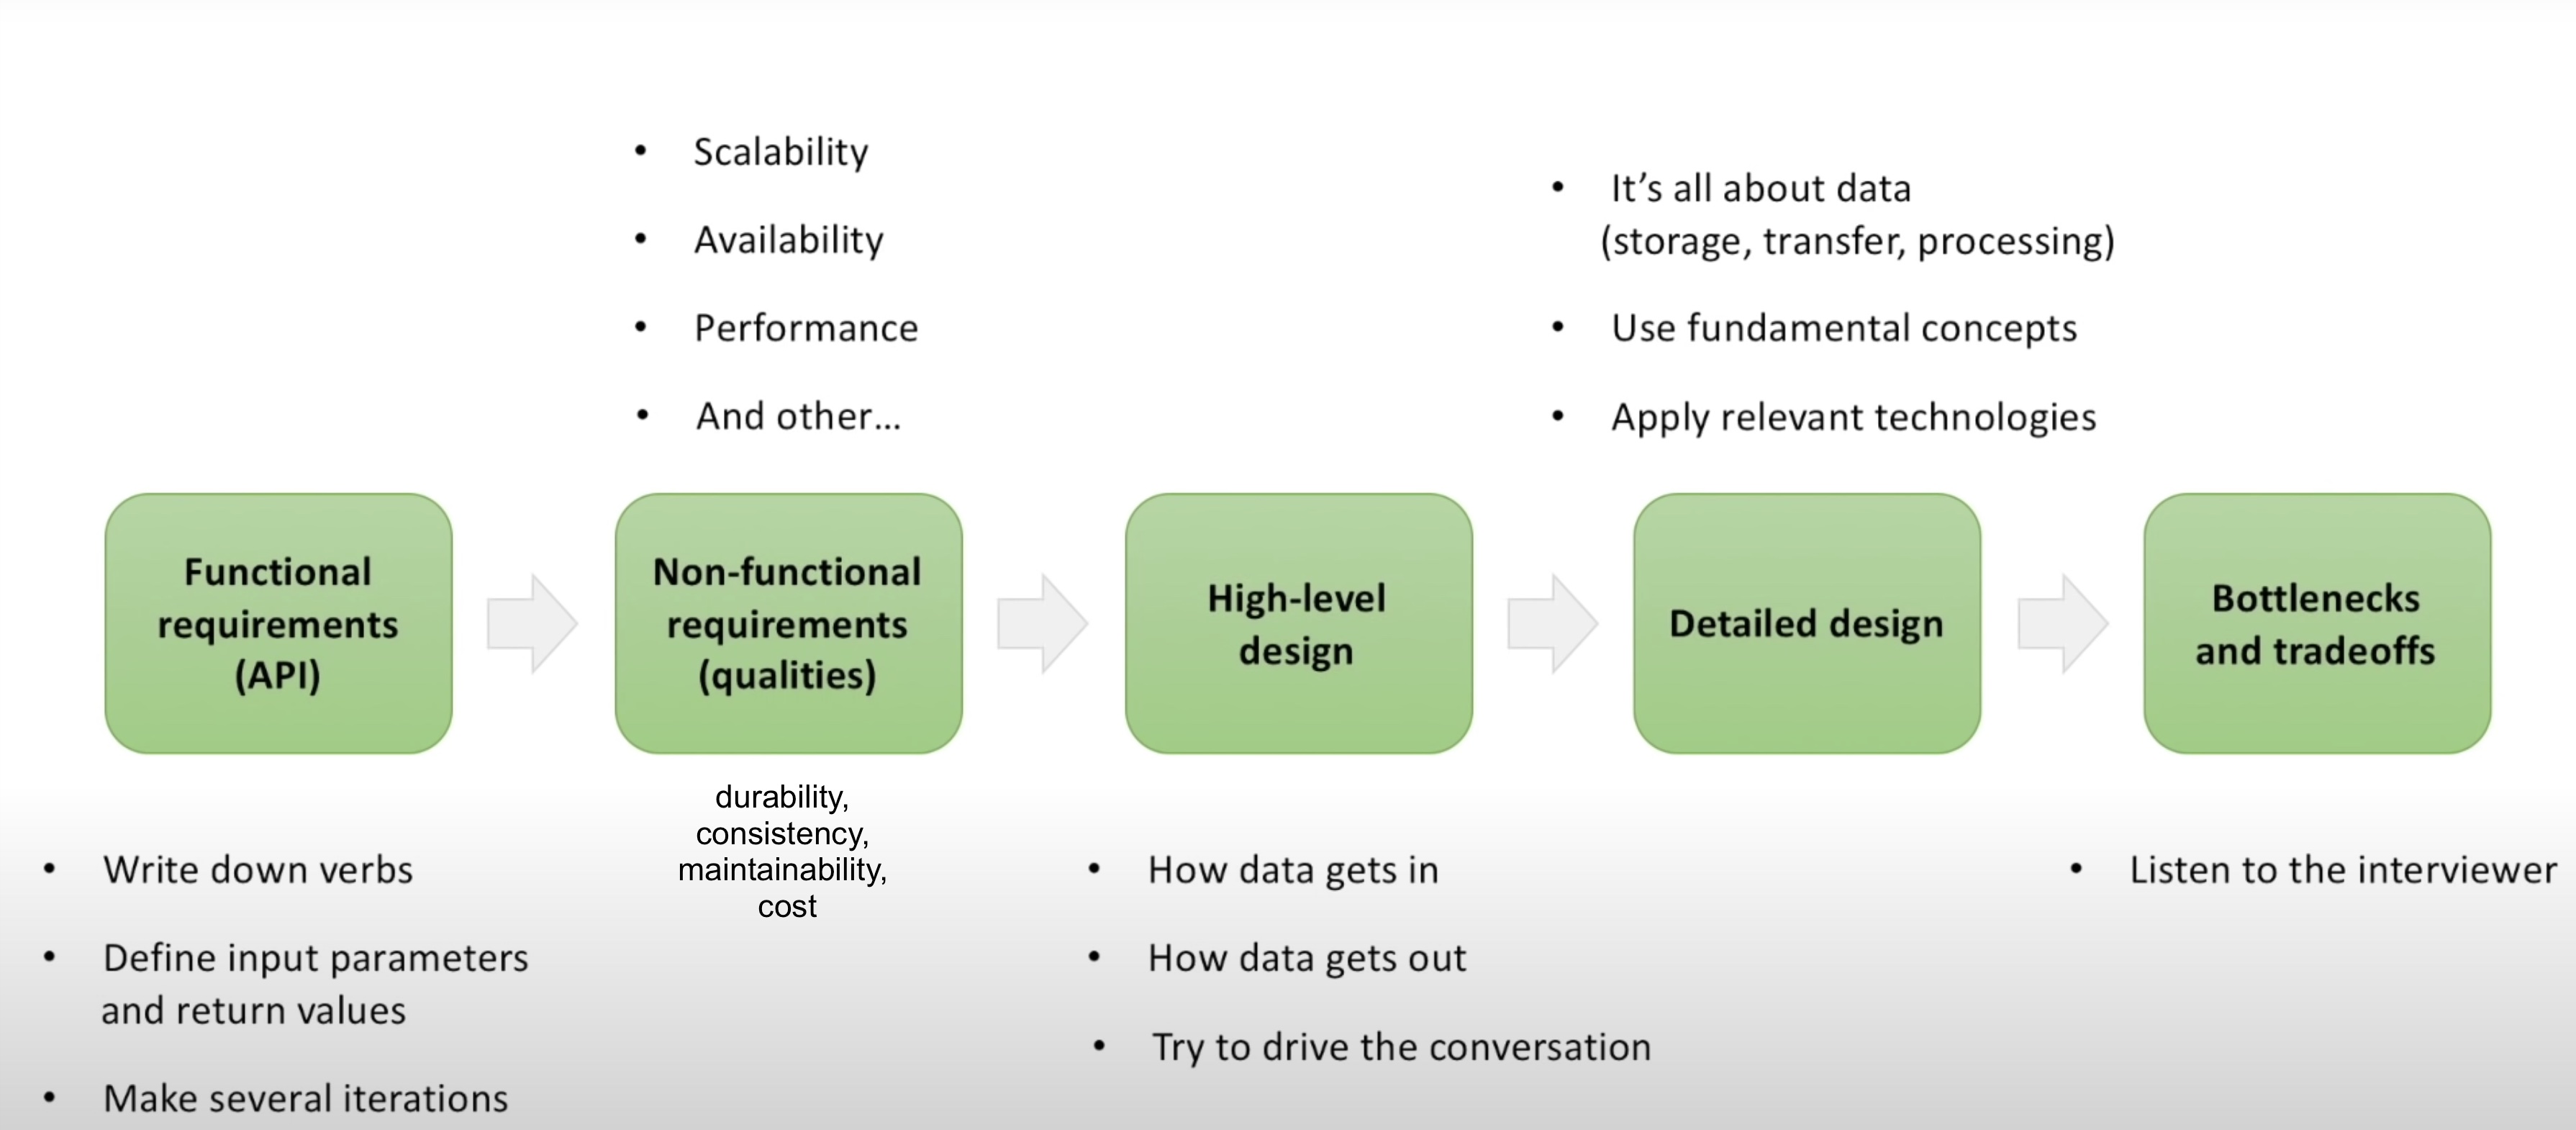 • Scalability
• Availability
• Performance
• And other...
• It’s all about data
(storage, transfer, processing)
• Use fundamental concepts
• Apply relevant technologies
Functional
requirements
(API)
Non-functional
requirements
(qualities)
High-level
design
Detailed design
Bottlenecks
and tradeoffs
durability,
consistency,
maintainability,
cost
• Write down verbs
• Define input parameters
and return values
• Make several iterations
• How data gets in
• How data gets out
• Try to drive the conversation
• Listen to the interviewer